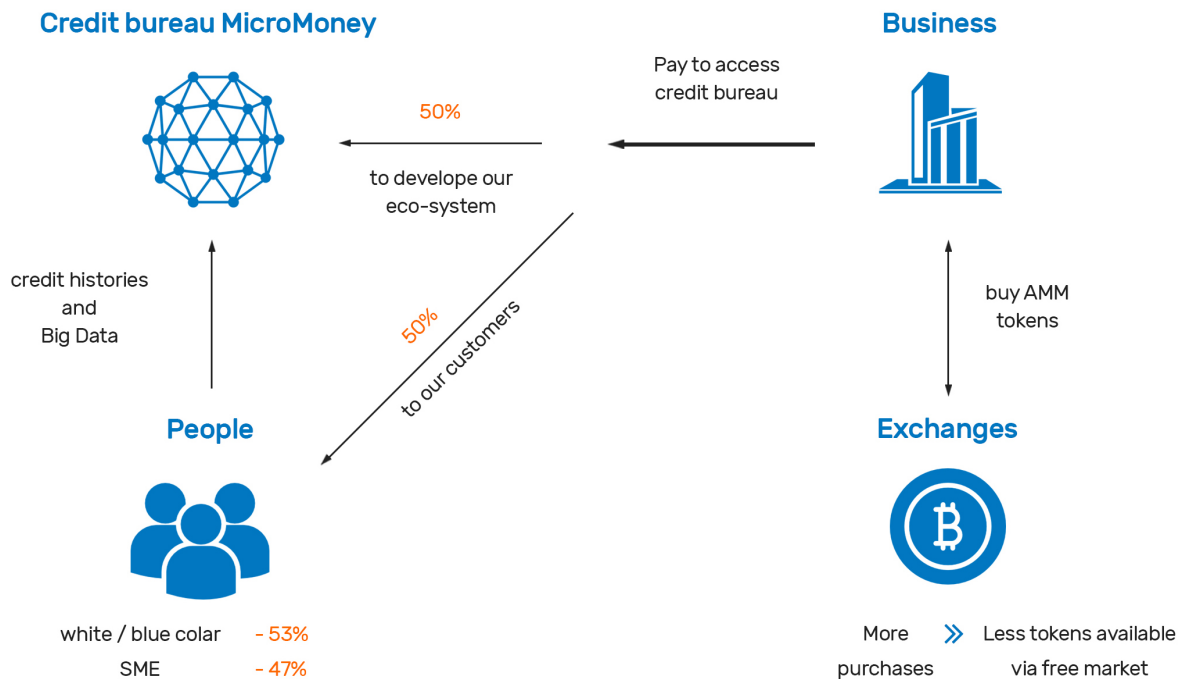 Credit bureau MicroMoney
Business
Pay to access
credit bureau
50%
to develope our
eco-system
credit histories
and
Big Data
50%
to our customers
buy AMM
tokens
People
Exchanges
white / blue colar - 53%
SME - 47%
More
purchases
Less tokens available
via free market